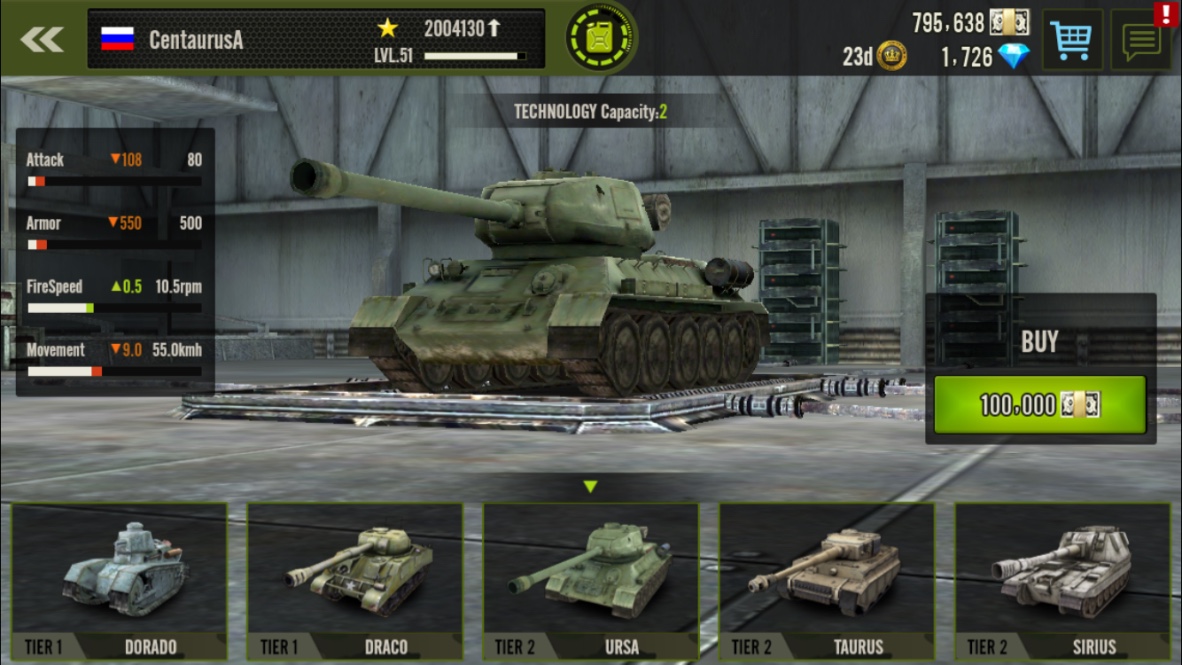 CentaurusA
2004130
LVL.51
795,638
23d
1,726
!
TECHNOLOGY Capacity:2
Attack ▼108 80
Armor ▼550 500
FireSpeed ▲0.5 10.5rpm
Movement ▼9.0 55.0kmh
BUY
100,000
TIER 1 DORADO
TIER 1 DRACO
TIER 2 URSA
TIER 2 TAURUS
TIER 2 SIRIUS